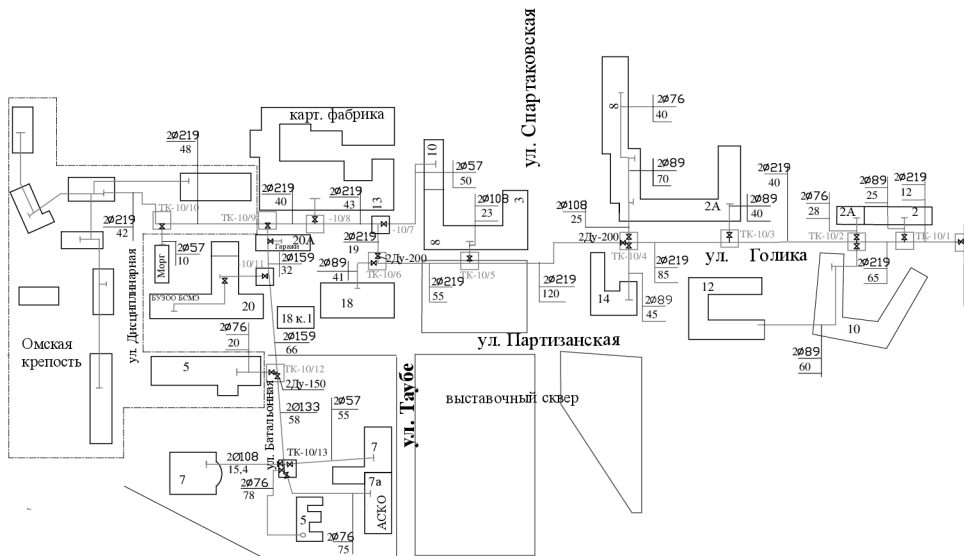 ул. Спартаковская
8
2Ø76
40
карт. фабрика
2Ø219
48
10
2Ø57
50
2Ø89
70
2Ø219
40
2Ø89
25
2Ø219
12
2Ø219
40
2Ø219
43
13
2Ø108
23
3
2Ø108
25
2А
2Ø89
40
2Ø76
28
2А
2
ТК-10/10
ТК-10/9
-10/8
-10/7
2Ду-200
ТК-10/3
ТК-10/2
ТК-10/1
2Ø219
42
20А
Гаражи
2Ø219
19
8
Морг
2Ø57
10
-10/11
2Ø159
32
2Ø89
41
2Ду-200
ТК-10/6
ТК-10/5
ТК-10/4
ул. Голика
2Ø219
55
2Ø219
120
2Ø219
85
2Ø219
65
БУЗОО БСМЭ
20
18 к.1
18
14
2Ø89
45
12
10
ул. Дисциплинарная
Омская
крепость
2Ø76
20
2Ø159
66
ул. Партизанская
2Ø89
60
5
ТК-10/12
2Ду-150
ул. Батальонная
2Ø133
58
2Ø57
55
ул. Таубе
выставочный сквер
ТК-10/13
7
2Ø108
15,4
2Ø76
78
7
7а
АСКО
5
2Ø76
75